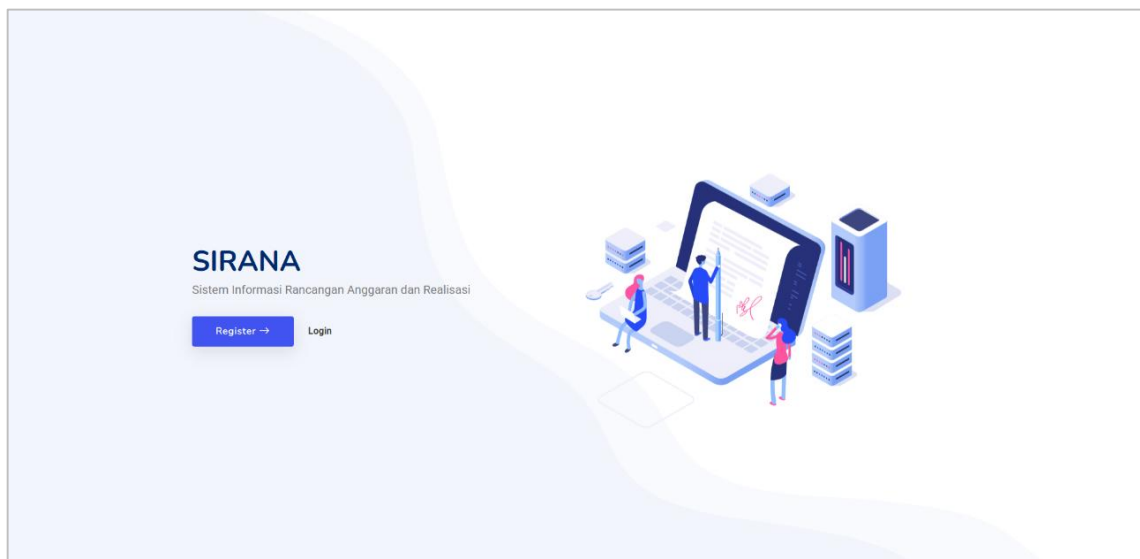 SIRANA
Sistem Informasi Rancangan Anggaran dan Realisasi
Register → Login